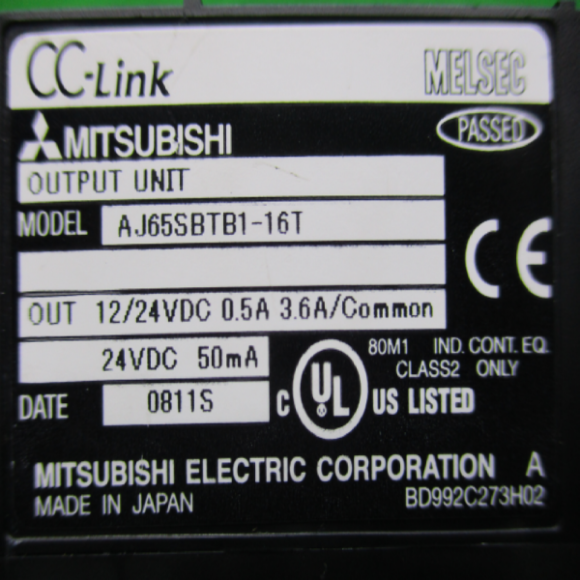 CC-Link MELSEC
MITSUBISHI PASSED
OUTPUT UNIT
MODEL AJ65SBTB1-16T
CE
OUT 12/24VDC 0.5A 3.6A/Common
24VDC 50mA
80M1 IND. CONT. EQ.
CLASS2 ONLY
DATE 0811S
C UL ® US LISTED
MITSUBISHI ELECTRIC CORPORATION A
MADE IN JAPAN BD992C273H02